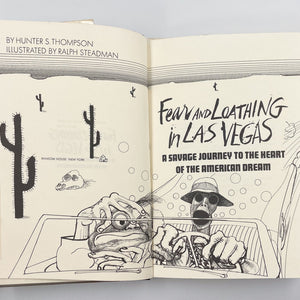 BY HUNTER S. THOMPSON
ILLUSTRATED BY RALPH STEADMAN
RANDOM HOUSE NEW YORK
Fear AND LOATHING
in LAS VEGAS
A SAVAGE JOURNEY TO THE HEART
OF THE AMERICAN DREAM